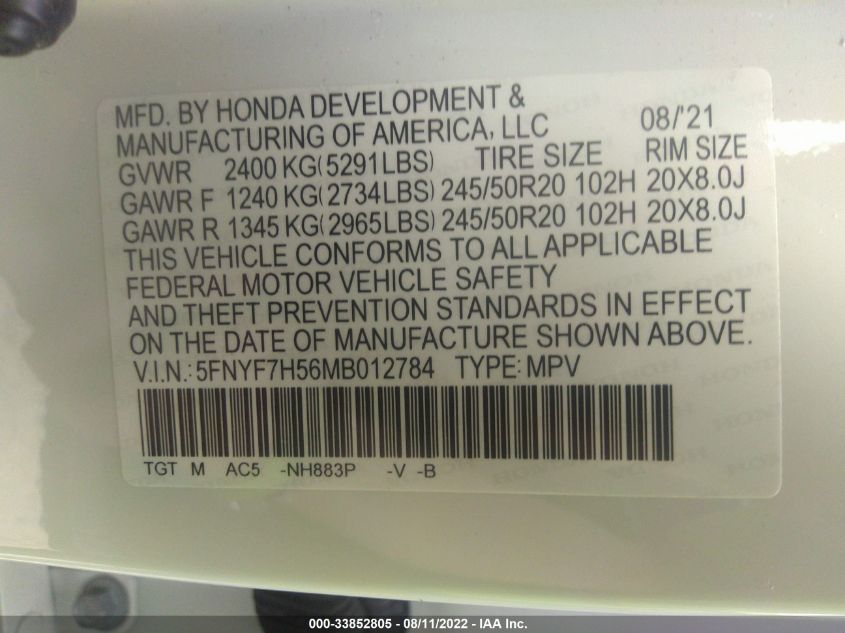 MFD. BY HONDA DEVELOPMENT &
MANUFACTURING OF AMERICA, LLC 08/'21
GVWR 2400 KG(5291LBS) TIRE SIZE RIM SIZE
GAWR F 1240 KG(2734LBS) 245/50R20 102H 20X8.0J
GAWR R 1345 KG(2965LBS) 245/50R20 102H 20X8.0J
THIS VEHICLE CONFORMS TO ALL APPLICABLE
FEDERAL MOTOR VEHICLE SAFETY
AND THEFT PREVENTION STANDARDS IN EFFECT
ON THE DATE OF MANUFACTURE SHOWN ABOVE.
V.I.N.: 5FNYF7H56MB012784 TYPE: MPV
TGT M AC5 -NH883P -V -B
000-33852805 - 08/11/2022 - IAA Inc.